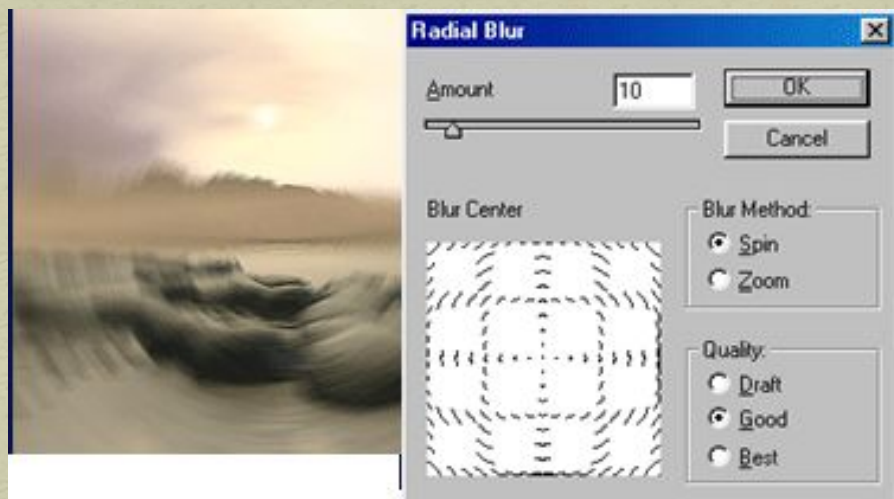 Radial Blur
Amount
10
OK
Cancel
Blur Center
Blur Method:
Spin
Zoom
Quality:
Draft
Good
Best